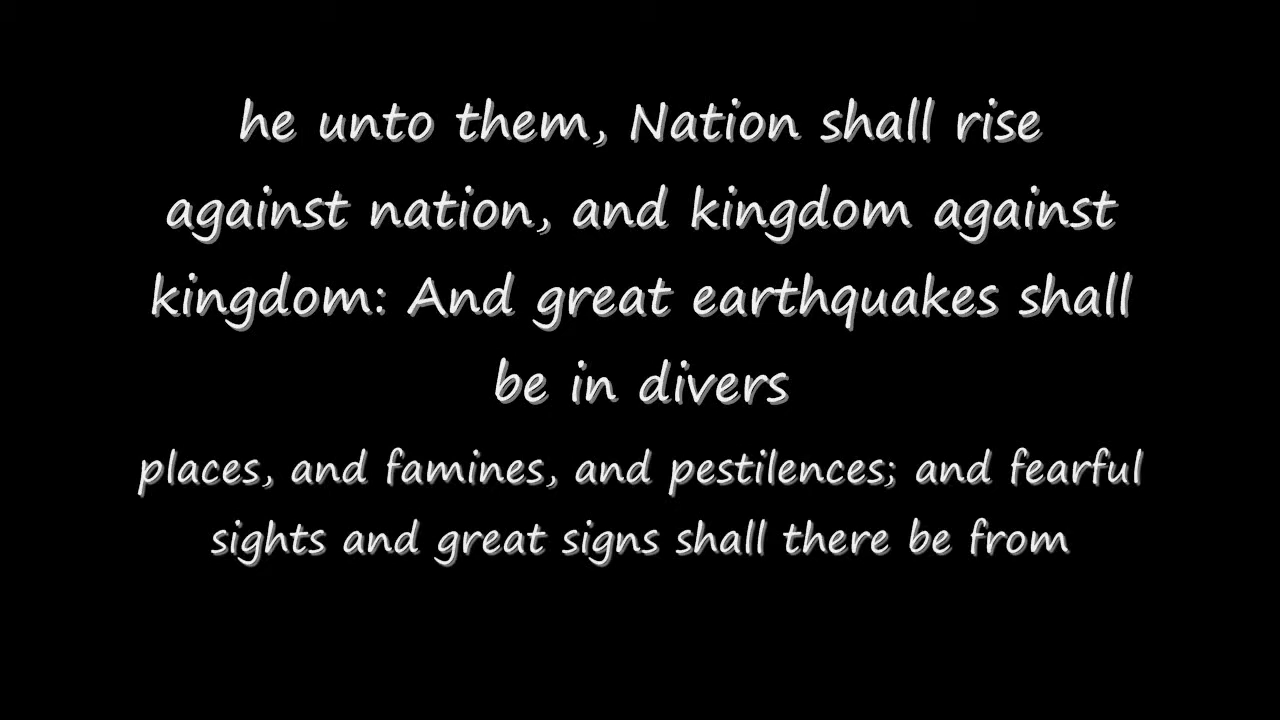 he unto them, Nation shall rise
against nation, and kingdom against
kingdom: And great earthquakes shall
be in divers
places, and famines, and pestilences; and fearful
sights and great signs shall there be from